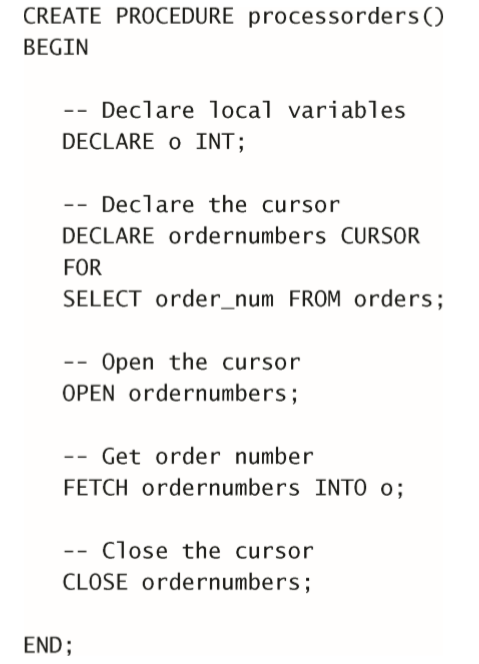 CREATE PROCEDURE processorders()
BEGIN
-- Declare local variables
DECLARE o INT;
-- Declare the cursor
DECLARE ordernumbers CURSOR
FOR
SELECT order_num FROM orders;
-- Open the cursor
OPEN ordernumbers;
-- Get order number
FETCH ordernumbers INTO o;
-- Close the cursor
CLOSE ordernumbers;
END;